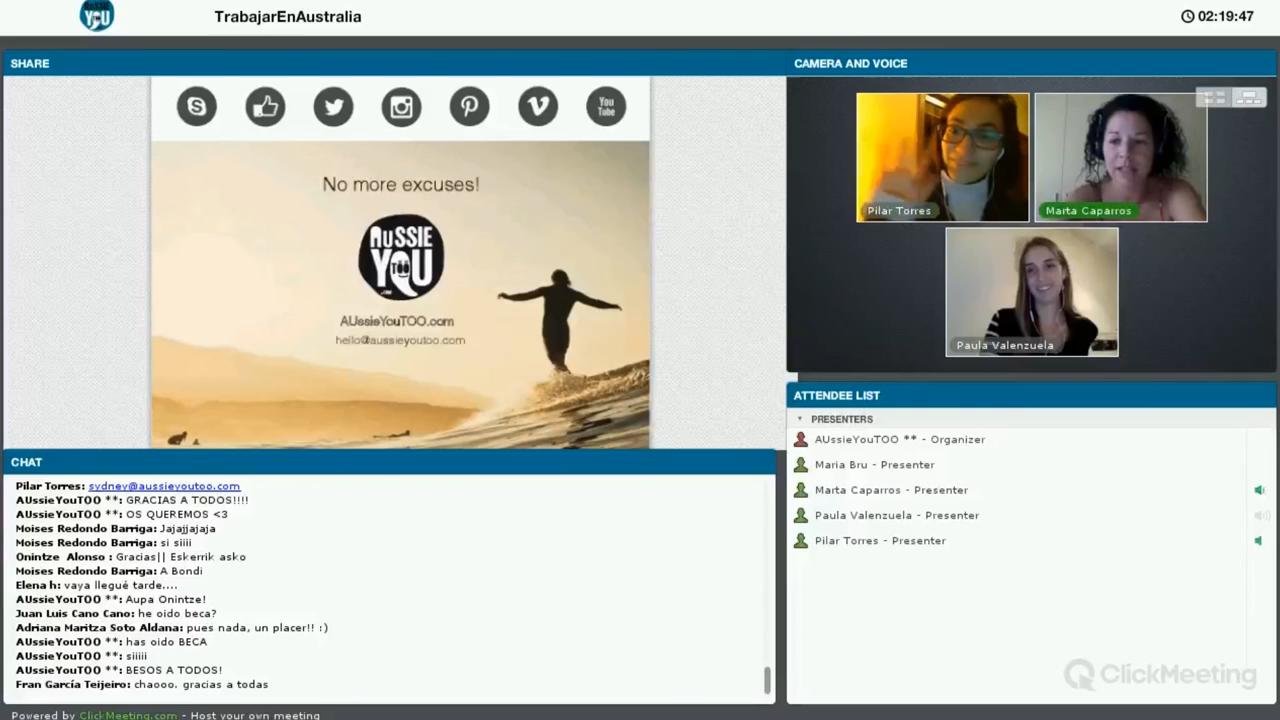 AUSSIE
YOU
TrabajarEnAustralia
02:19:47
SHARE
You
Tube
No more excuses!
AUSSIE
YOU
TOO
.com
AUssieYouTOO.com
hello@aussieyoutoo.com
CAMERA AND VOICE
Pilar Torres
Marta Caparros
Paula Valenzuela
ATTENDEE LIST
PRESENTERS
AUssieYouTOO ** - Organizer
Maria Bru - Presenter
Marta Caparros - Presenter
Paula Valenzuela - Presenter
Pilar Torres - Presenter
CHAT
Pilar Torres: sydney@aussieyoutoo.com
AUssieYouTOO **: GRACIAS A TODOS!!!!
AUssieYouTOO **: OS QUEREMOS <3
Moises Redondo Barriga: Jajajjajaja
Moises Redondo Barriga: si siiii
Onintze Alonso : Gracias|| Eskerrik asko
Moises Redondo Barriga: A Bondi
Elena h: vaya llegué tarde....
AUssieYouTOO **: Aupa Onintze!
Juan Luis Cano Cano: he oido beca?
Adriana Maritza Soto Aldana: pues nada, un placer!! :)
AUssieYouTOO **: has oido BECA
AUssieYouTOO **: siiiii
AUssieYouTOO **: BESOS A TODOS!
Fran García Teijeiro: chaooo. gracias a todas
ClickMeeting
Powered by ClickMeeting.com - Host your own meeting